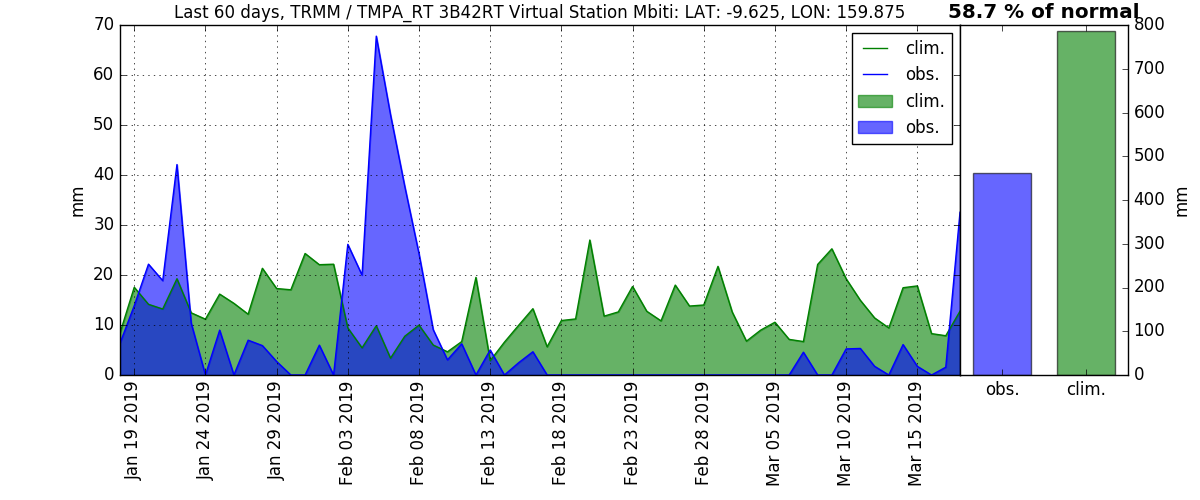 Last 60 days, TRMM / TMPA_RT 3B42RT Virtual Station Mbiti: LAT: -9.625, LON: 159.875
58.7 % of normal
70
60
50
40
30
20
10
0
mm
clim.
obs.
clim.
obs.
Jan 19 2019
Jan 24 2019
Jan 29 2019
Feb 03 2019
Feb 08 2019
Feb 13 2019
Feb 18 2019
Feb 23 2019
Feb 28 2019
Mar 05 2019
Mar 10 2019
Mar 15 2019
800
700
600
500
400
300
200
100
0
mm
obs.
clim.